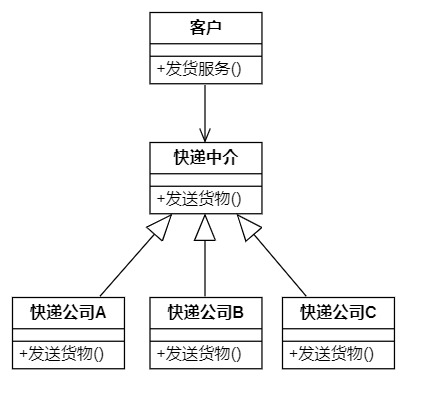 客户
+发货服务()
快递中介
+发送货物()
快递公司A
快递公司B
快递公司C
+发送货物()
+发送货物()
+发送货物()